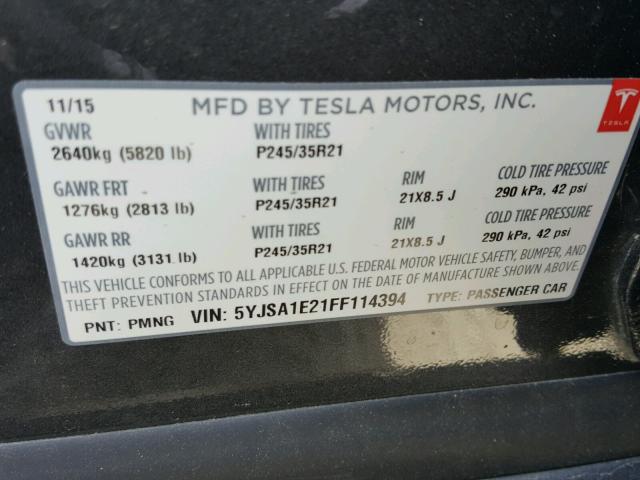 11/15 MFD BY TESLA MOTORS, INC.
TESLA
GVWR WITH TIRES
2640kg (5820 lb) P245/35R21
GAWR FRT WITH TIRES RIM COLD TIRE PRESSURE
1276kg (2813 lb) P245/35R21 21X8.5 J 290 kPa, 42 psi
GAWR RR WITH TIRES RIM COLD TIRE PRESSURE
1420kg (3131 lb) P245/35R21 21X8.5 J 290 kPa, 42 psi
THIS VEHICLE CONFORMS TO ALL APPLICABLE U.S. FEDERAL MOTOR VEHICLE SAFETY, BUMPER, AND
THEFT PREVENTION STANDARDS IN EFFECT ON THE DATE OF MANUFACTURE SHOWN ABOVE.
PNT: PMNG VIN: 5YJSA1E21FF114394 TYPE: PASSENGER CAR